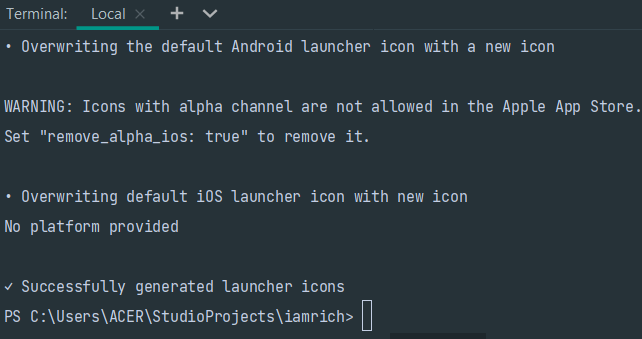 Terminal: Local × + ∨
• Overwriting the default Android launcher icon with a new icon
WARNING: Icons with alpha channel are not allowed in the Apple App Store.
Set "remove_alpha_ios: true" to remove it.
• Overwriting default iOS launcher icon with new icon
No platform provided
✓ Successfully generated launcher icons
PS C:\Users\ACER\StudioProjects\iamrich>